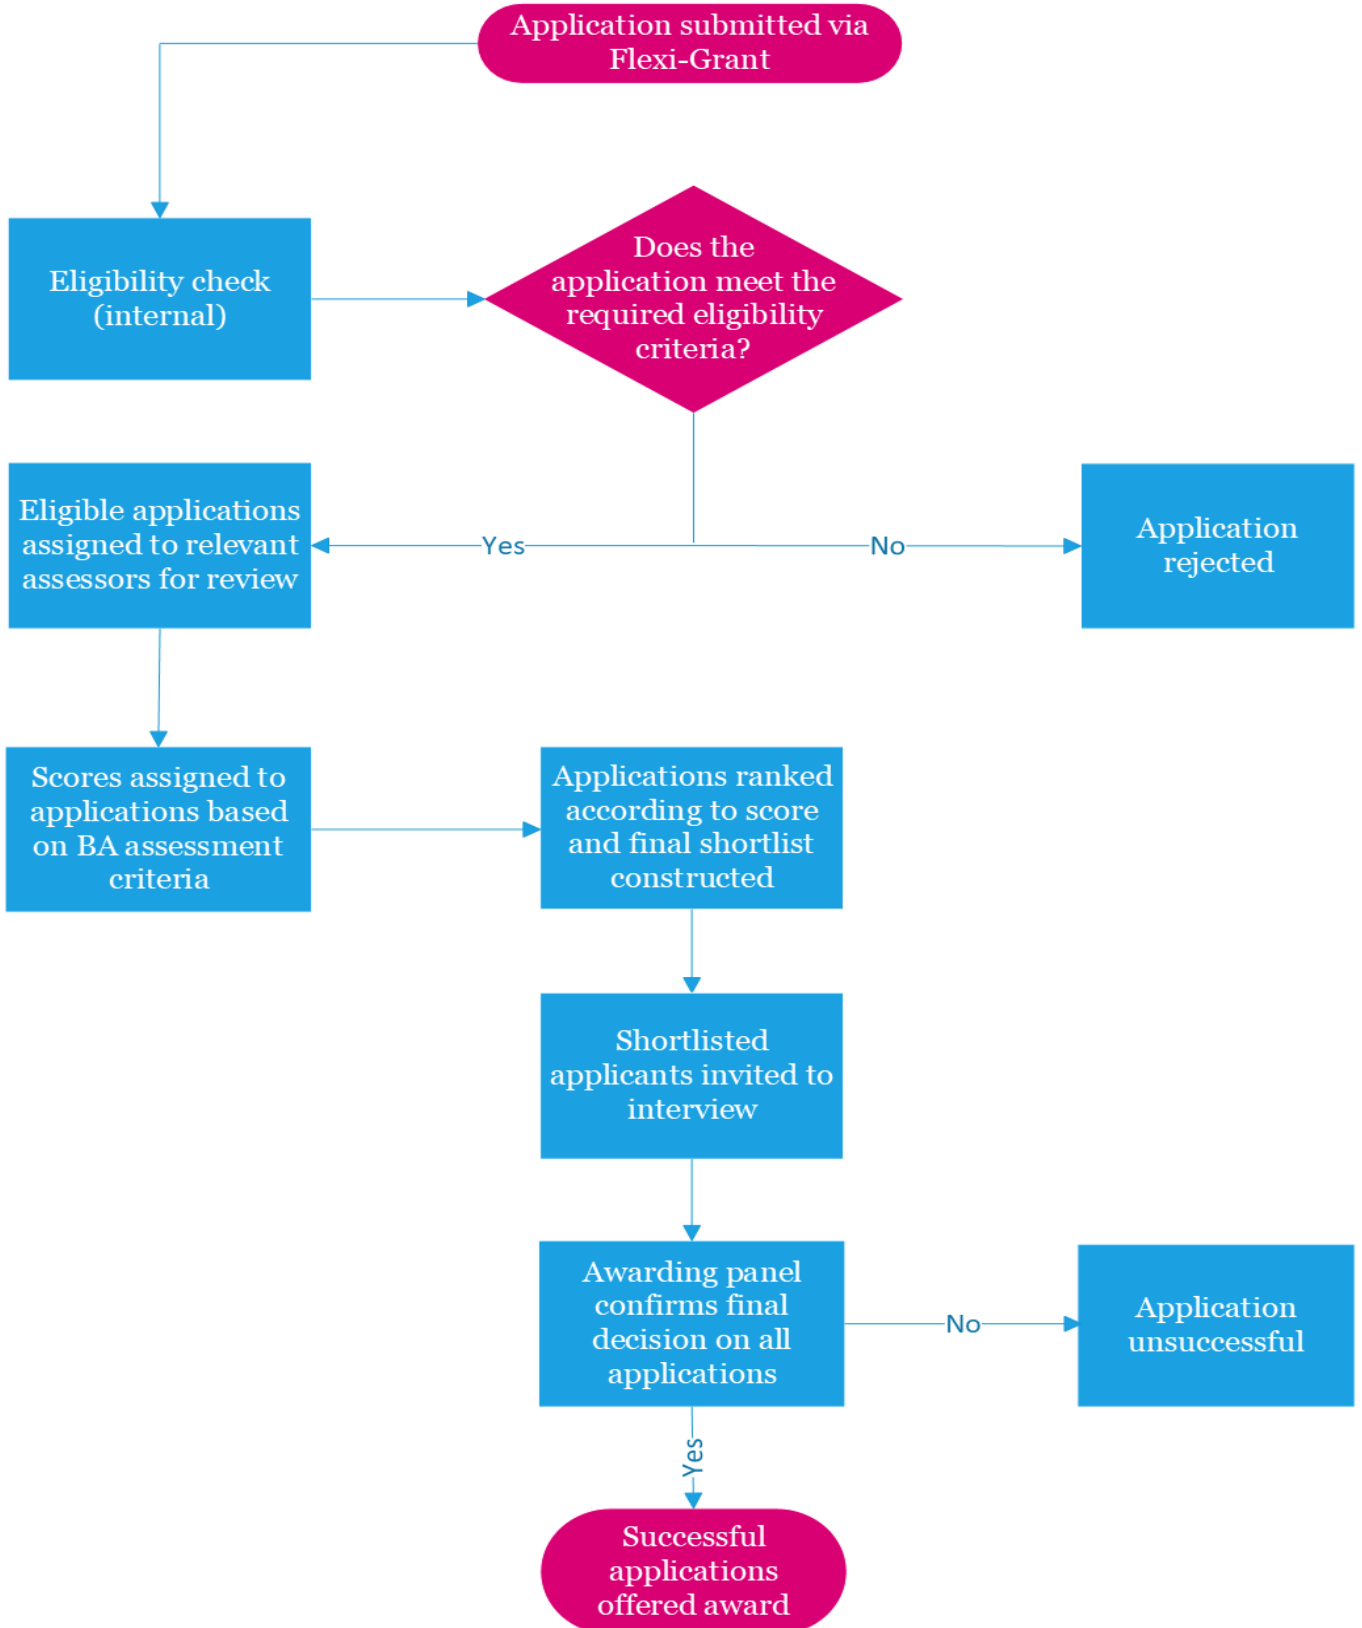 Application submitted via
Flexi-Grant
Eligibility check
(internal)
Does the
application meet the
required eligibility
criteria?
Eligible applications
assigned to relevant
assessors for review
Yes
No
Application
rejected
Scores assigned to
applications based
on BA assessment
criteria
Applications ranked
according to score
and final shortlist
constructed
Shortlisted
applicants invited to
interview
Awarding panel
confirms final
decision on all
applications
No
Application
unsuccessful
Yes
Successful
applications
offered award